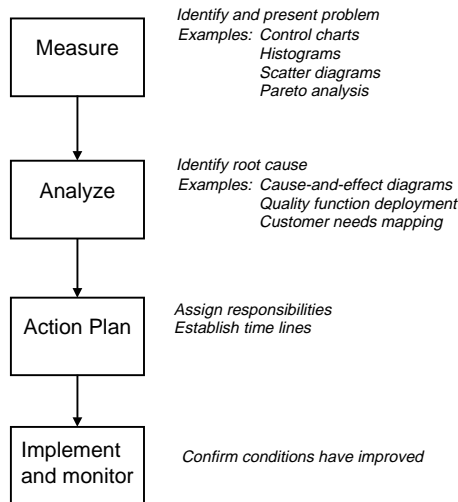 Measure
Identify and present problem
Examples: Control charts
Histograms
Scatter diagrams
Pareto analysis
Analyze
Identify root cause
Examples: Cause-and-effect diagrams
Quality function deployment
Customer needs mapping
Action Plan
Assign responsibilities
Establish time lines
Implement
and monitor
Confirm conditions have improved